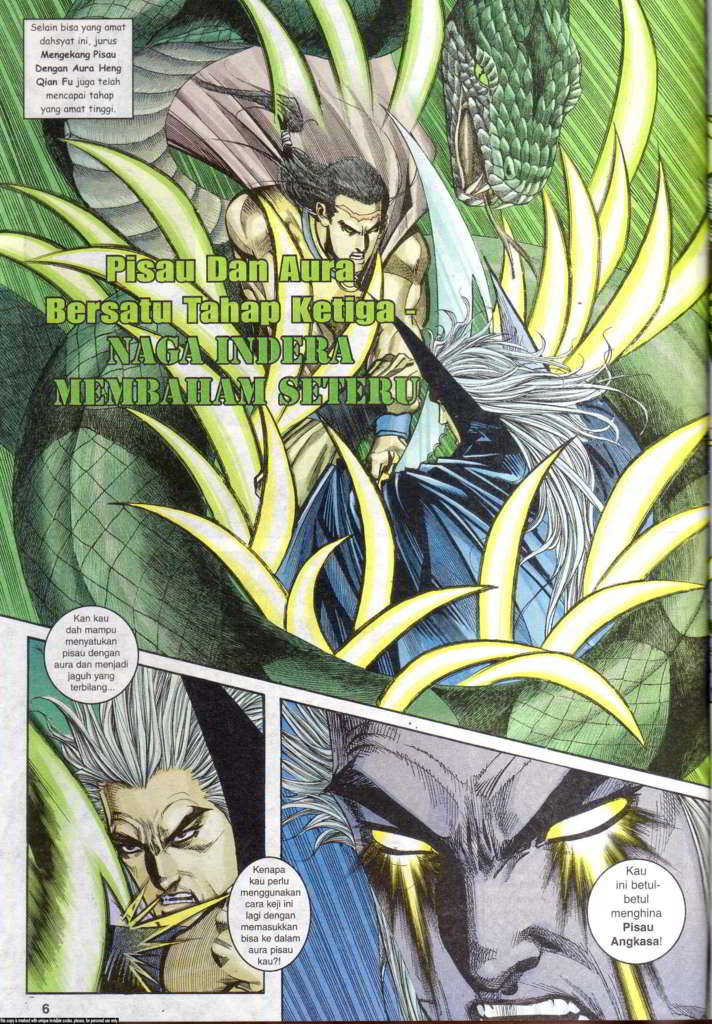 Selain bisa yang amat
dahsyat ini, jurus
Mengekang Pisau
Dengan Aura Heng
Qian Fu juga telah
mencapai tahap
yang amat tinggi.
Pisau Dan Aura
Bersatu Tahap Ketiga -
NAGA INDERA
MEMBAHAM SETERU
Kan kau
dah mampu
menyatukan
pisau dengan
aura dan menjadi
jaguh yang
terbilang...
Kenapa
kau perlu
menggunakan
cara keji ini
lagi dengan
memasukkan
bisa ke dalam
aura pisau
kau?!
Kau
ini betul-
betul
menghina
Pisau
Angkasa!
6